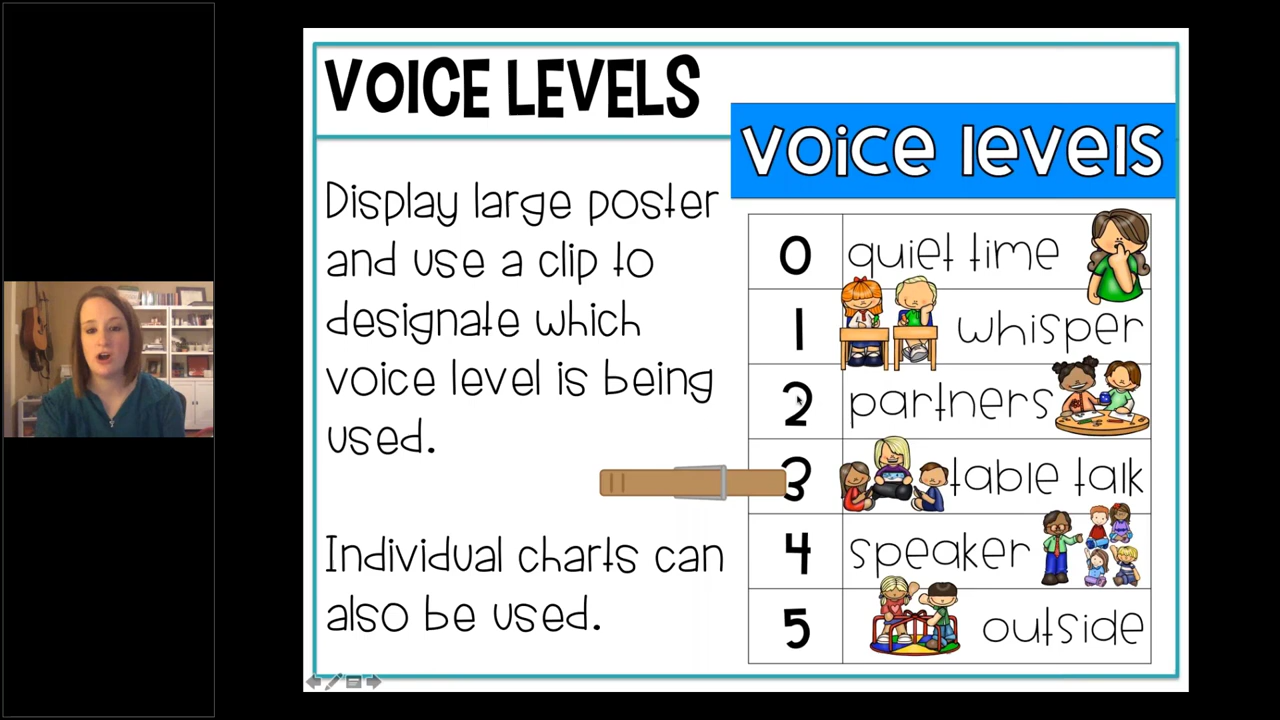 VOICE LEVELS
Display large poster
and use a clip to
designate which
voice level is being
used.
Individual charts can
also be used.
voice levels
0 quiet time
1 whisper
2 partners
3 table talk
4 speaker
5 outside